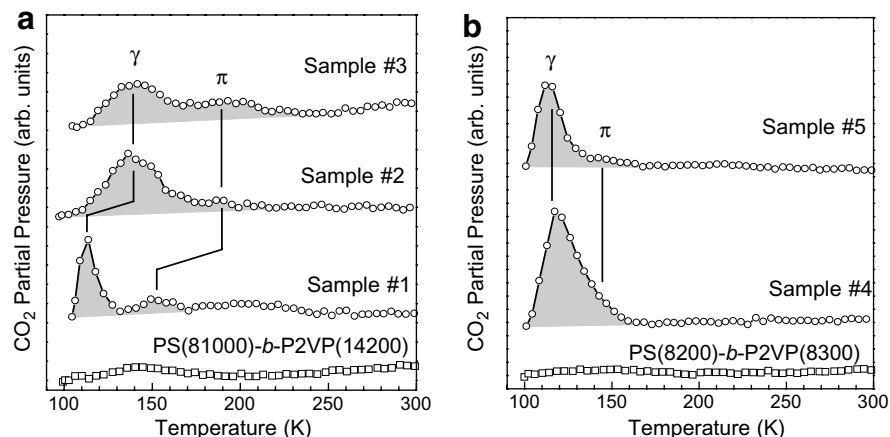 a
CO2 Partial Pressure (arb. units)
γ
π
Sample #3
Sample #2
Sample #1
PS(81000)-b-P2VP(14200)
100 150 200 250 300
Temperature (K)
b
CO2 Partial Pressure (arb. units)
γ
π
Sample #5
Sample #4
PS(8200)-b-P2VP(8300)
100 150 200 250 300
Temperature (K)